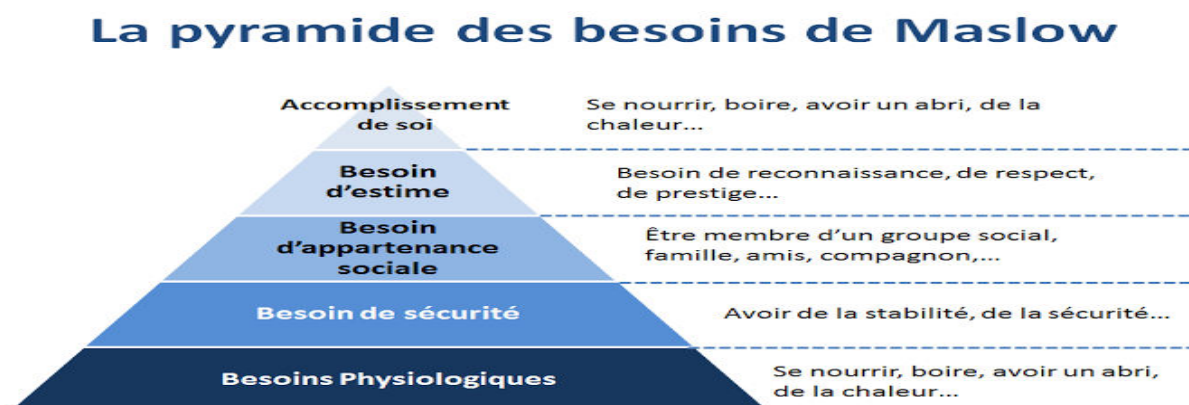 La pyramide des besoins de Maslow
Accomplissement
de soi
Se nourrir, boire, avoir un abri, de la
chaleur...
Besoin
d'estime
Besoin de reconnaissance, de respect,
de prestige...
Besoin
d'appartenance
sociale
Être membre d'un groupe social,
famille, amis, compagnon,...
Besoin de sécurité
Avoir de la stabilité, de la sécurité...
Besoins Physiologiques
Se nourrir, boire, avoir un abri,
de la chaleur...